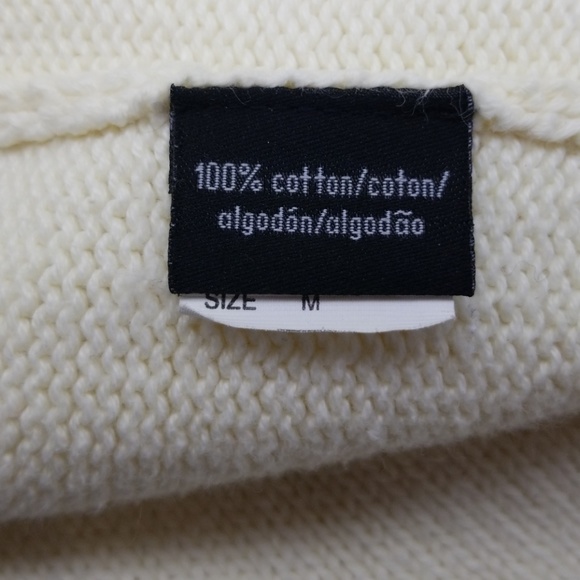 100% cotton/coton/
algodón/algodão
SIZE M